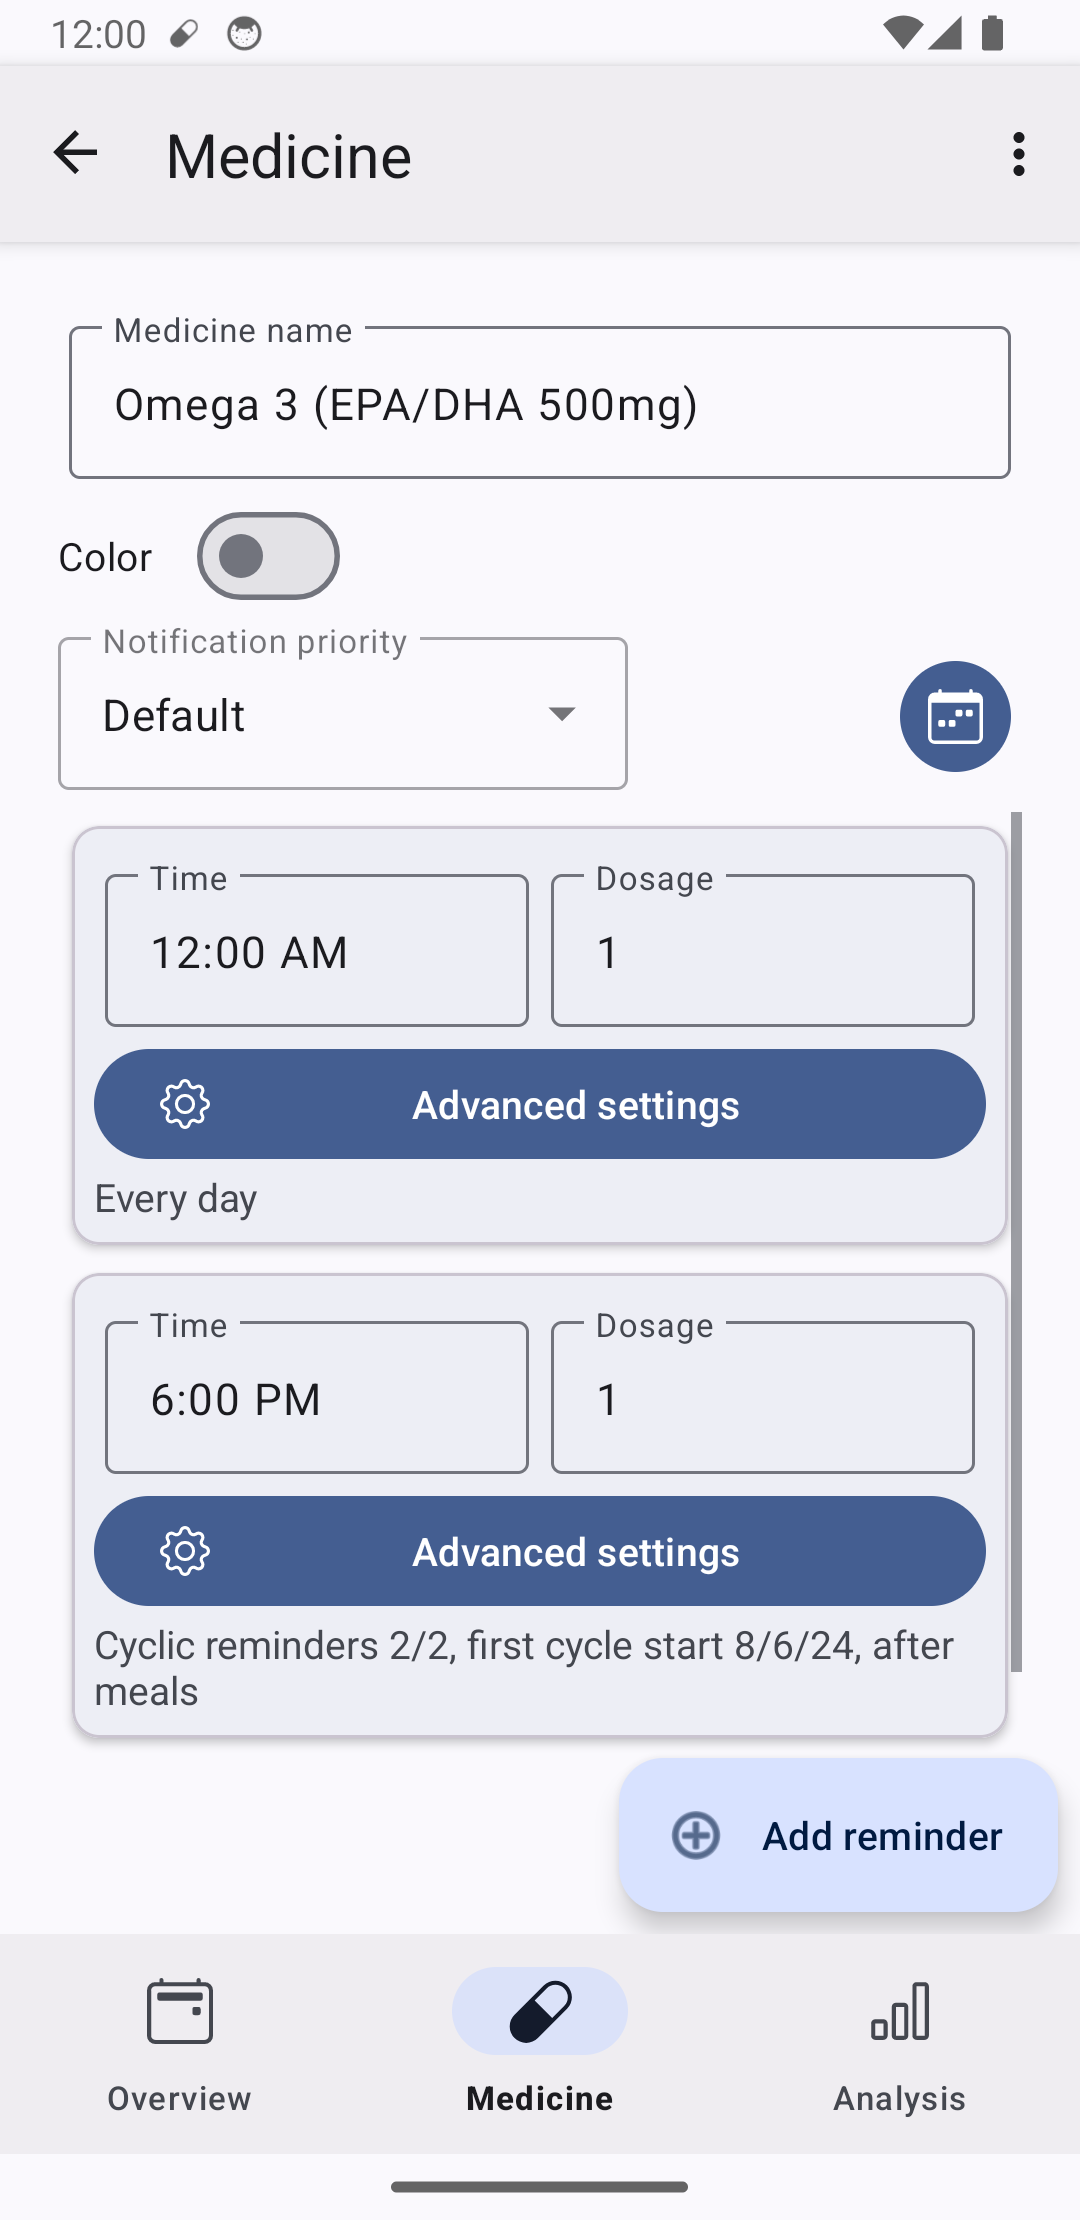 12:00
Medicine
Medicine name
Omega 3 (EPA/DHA 500mg)
Color
Notification priority
Default
Time
Dosage
12:00 AM
1
Advanced settings
Every day
Time
Dosage
6:00 PM
1
Advanced settings
Cyclic reminders 2/2, first cycle start 8/6/24, after
meals
Add reminder
Overview
Medicine
Analysis